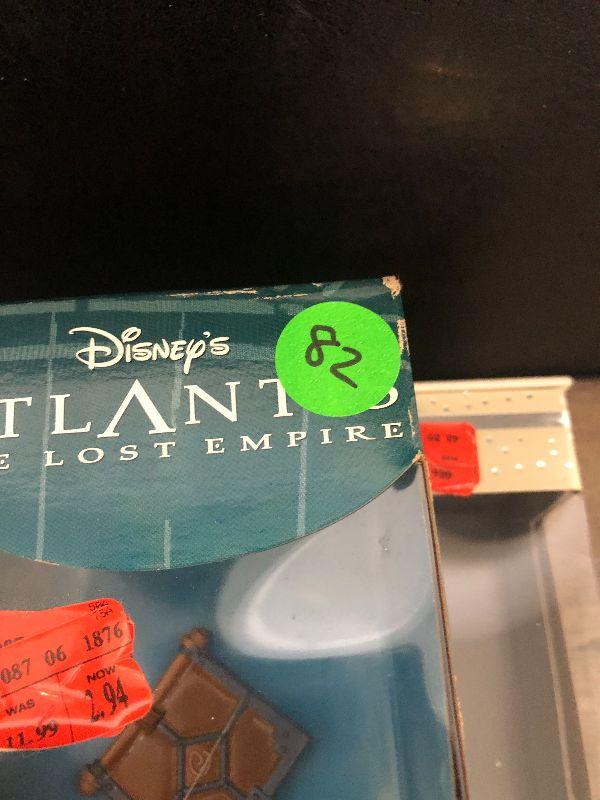 Disney's
82
TLANT S
E LOST EMPIRE
087 06 1876
WAS
NOW
11.99
2.94